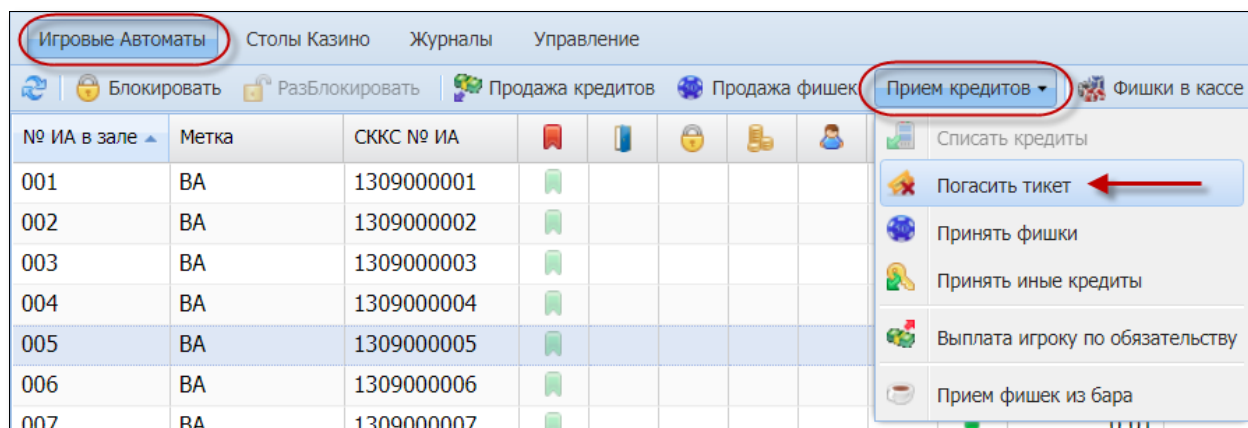 Игровые Автоматы Столы Казино Журналы Управление
Блокировать РазБлокировать Продажа кредитов Продажа фишек Прием кредитов Фишки в кассе
№ ИА в зале Метка СККС № ИА
Списать кредиты
001 ВА 1309000001
Погасить тикет
002 ВА 1309000002
Принять фишки
003 ВА 1309000003
Принять иные кредиты
004 ВА 1309000004
005 ВА 1309000005
Выплата игроку по обязательству
006 ВА 1309000006
Прием фишек из бара
007 ВА 1309000007